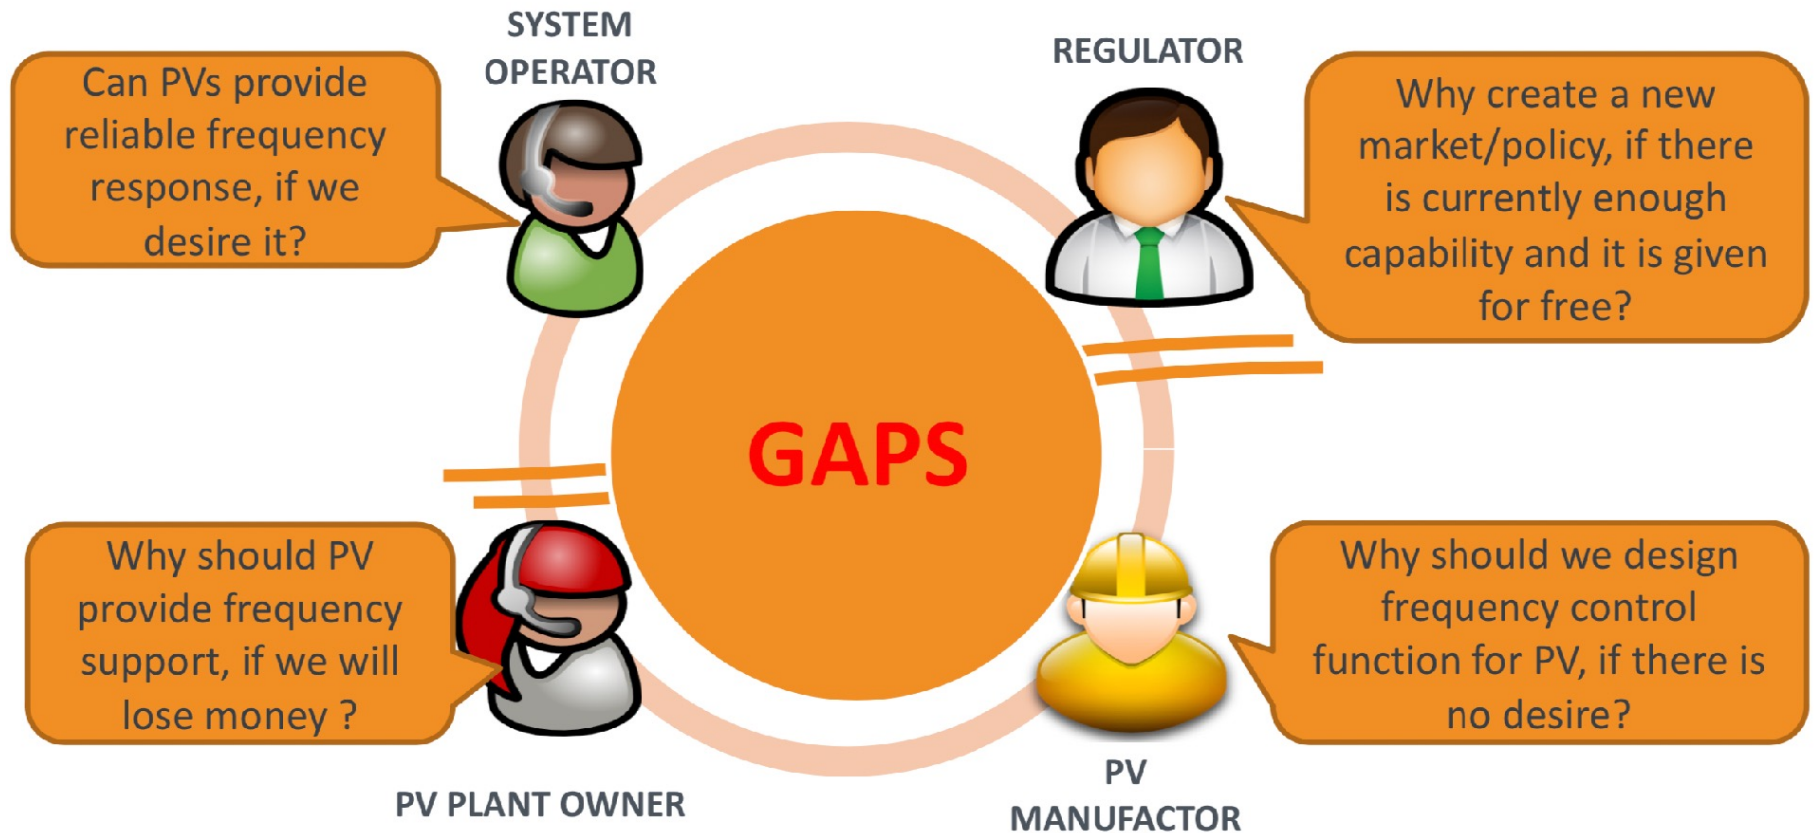 SYSTEM
OPERATOR
Can PVs provide
reliable frequency
response, if we
desire it?
REGULATOR
Why create a new
market/policy, if there
is currently enough
capability and it is given
for free?
GAPS
Why should PV
provide frequency
support, if we will
lose money ?
PV PLANT OWNER
Why should we design
frequency control
function for PV, if there is
no desire?
PV
MANUFACTOR